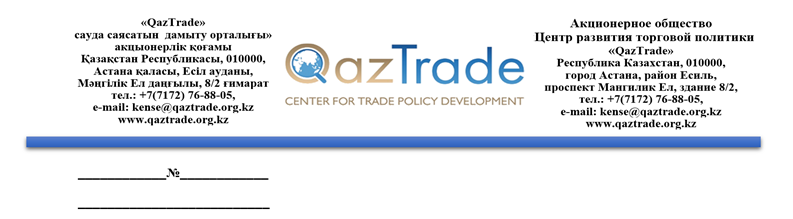 «QazTrade»
сауда саясатын дамыту орталығы»
акцыонерлік қоғамы
Қазақстан Республикасы, 010000,
Астана қаласы, Есіл ауданы,
Мәңгілік Ел даңғылы, 8/2 ғимарат
тел.: +7(7172) 76-88-05,
e-mail: kense@qaztrade.org.kz
www.qaztrade.org.kz
QazTrade
CENTER FOR TRADE POLICY DEVELOPMENT
Акционерное общество
Центр развития торговой политики
«QazTrade»
Республика Казахстан, 010000,
город Астана, район Есиль,
проспект Мангилик Ел, здание 8/2,
тел.: +7(7172) 76-88-05,
e-mail: kense@qaztrade.org.kz
www.qaztrade.org.kz
____________№____________
__________________________